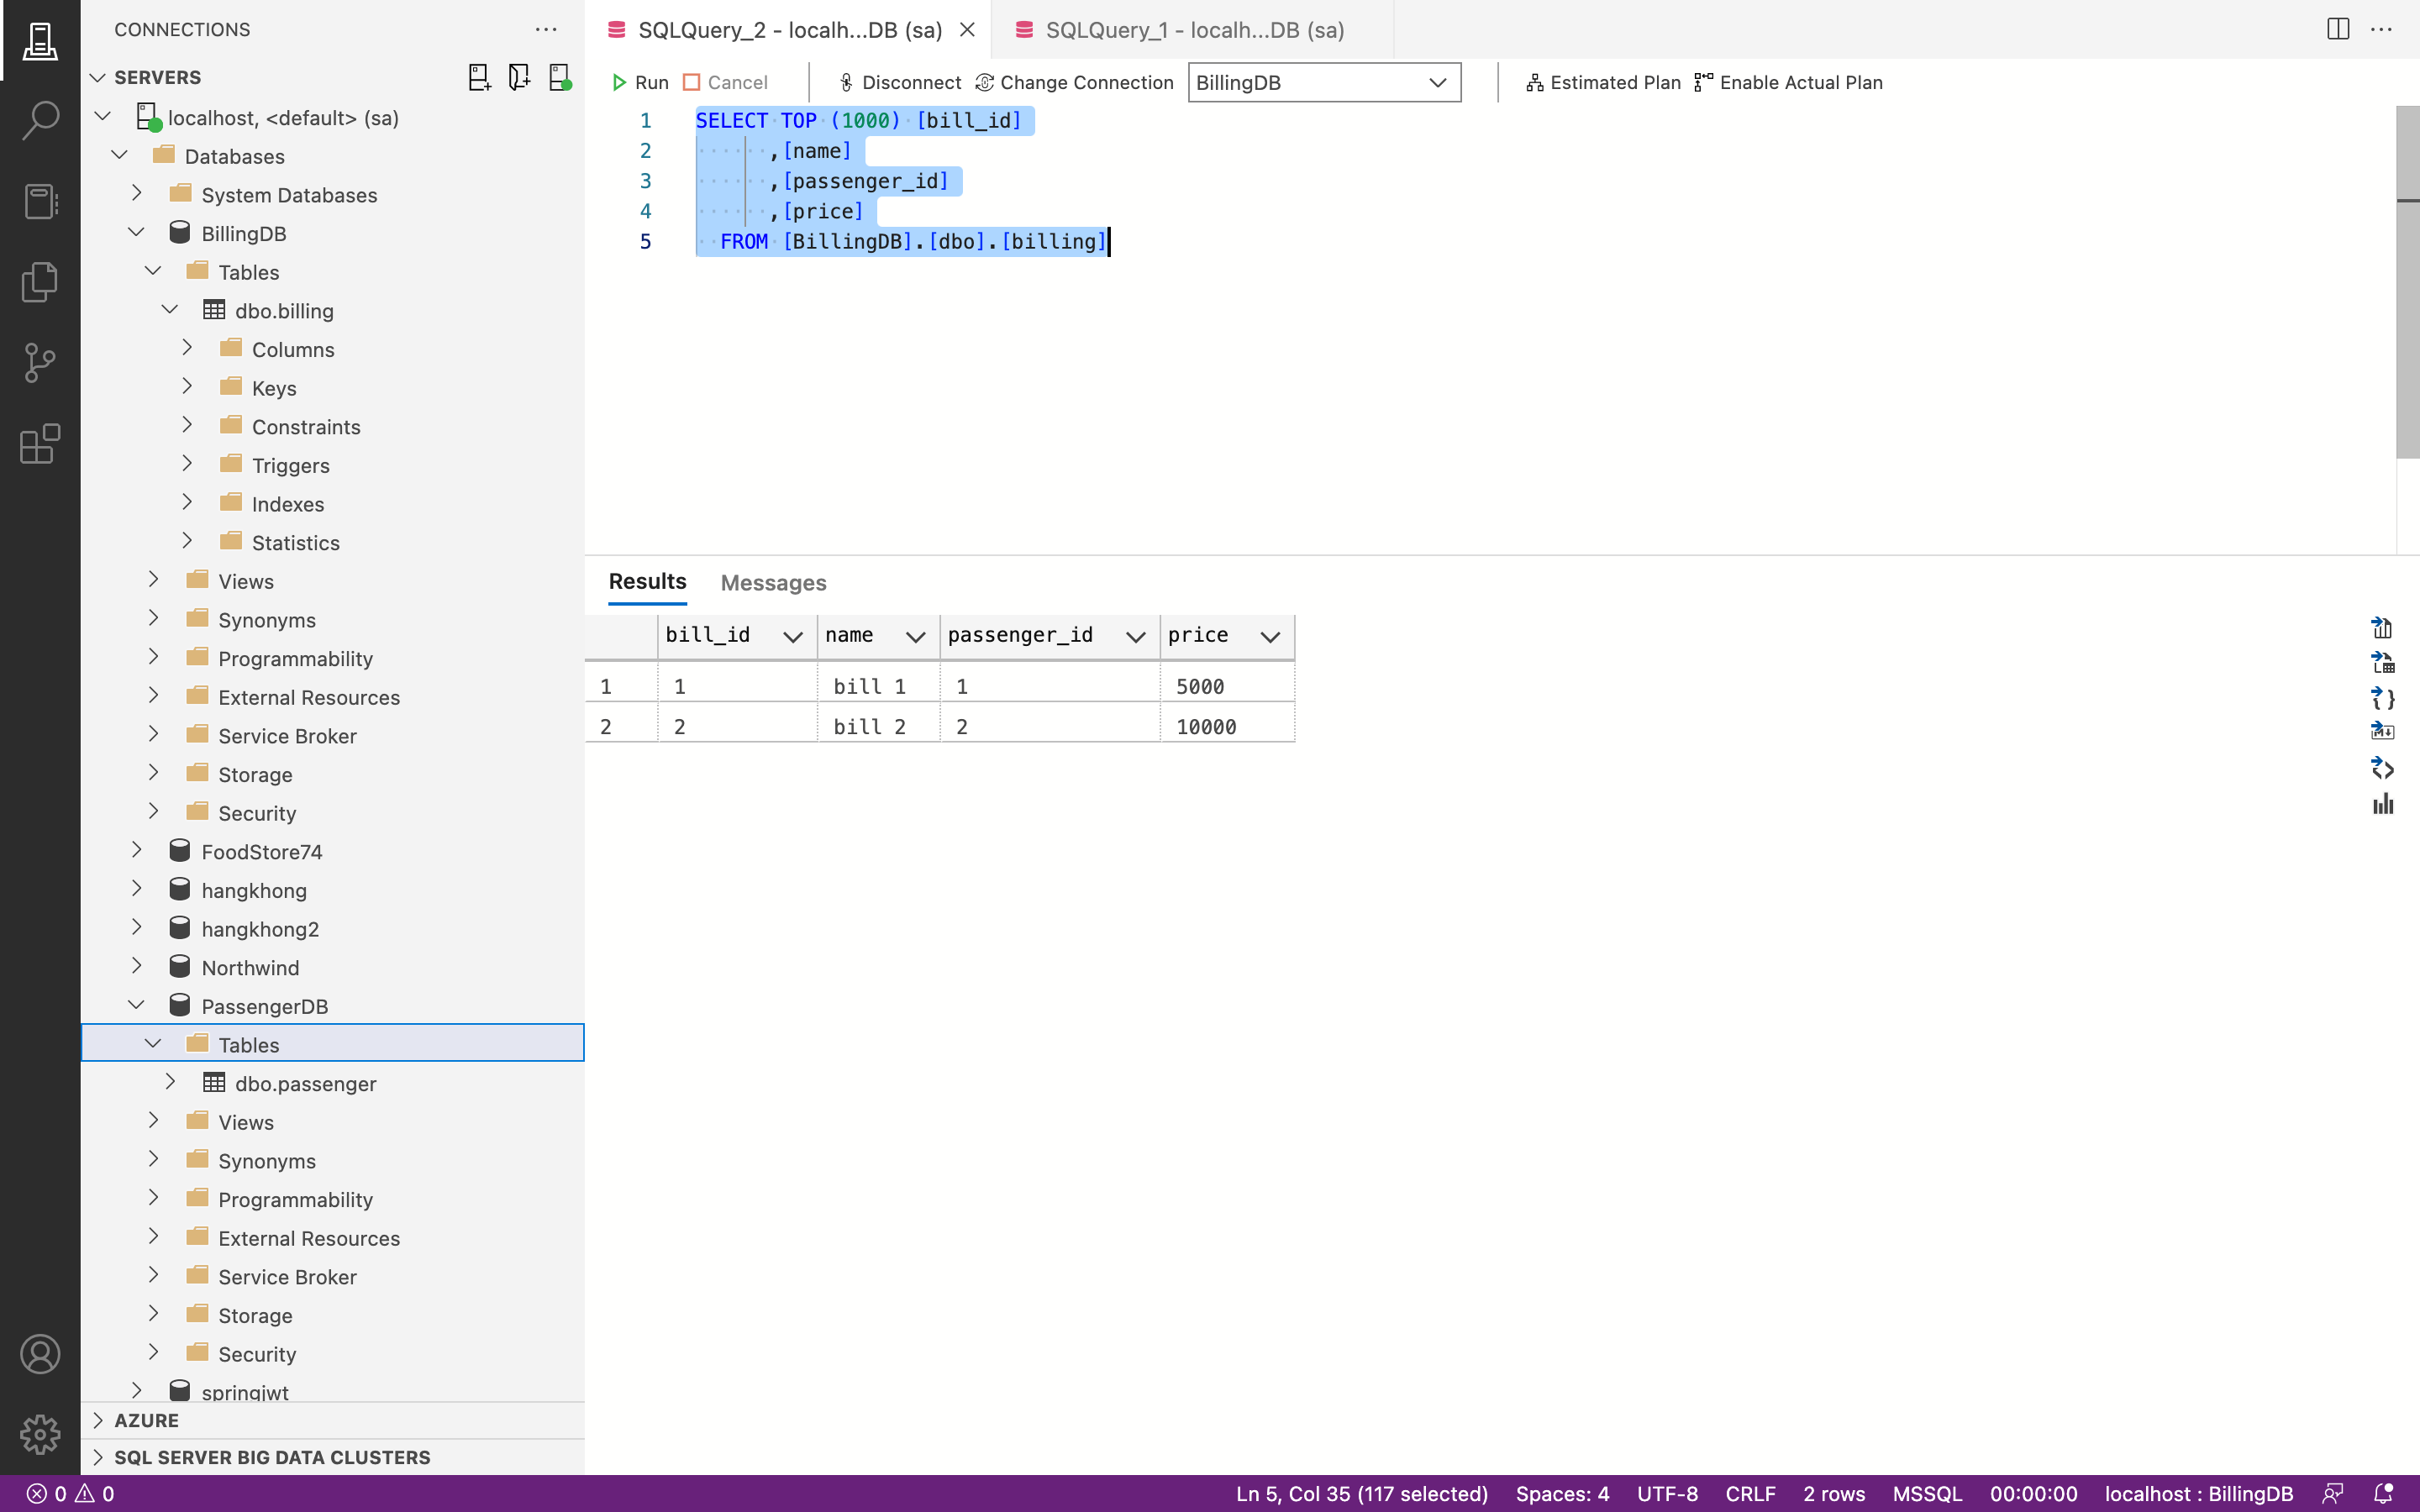 CONNECTIONS
SERVERS
localhost, <default> (sa)
Databases
System Databases
BillingDB
Tables
dbo.billing
Columns
Keys
Constraints
Triggers
Indexes
Statistics
Views
Synonyms
Programmability
External Resources
Service Broker
Storage
Security
FoodStore74
hangkhong
hangkhong2
Northwind
PassengerDB
Tables
dbo.passenger
Views
Synonyms
Programmability
External Resources
Service Broker
Storage
Security
springjwt
AZURE
SQL SERVER BIG DATA CLUSTERS
SQLQuery_2 - localh...DB (sa)
SQLQuery_1 - localh...DB (sa)
Run Cancel Disconnect Change Connection BillingDB Estimated Plan Enable Actual Plan
1 SELECT TOP (1000) [bill_id]
2 ,[name]
3 ,[passenger_id]
4 ,[price]
5 FROM [BillingDB].[dbo].[billing]
Results Messages
bill_id name passenger_id price
1 1 bill 1 1 5000
2 2 bill 2 2 10000
0 0 Ln 5, Col 35 (117 selected) Spaces: 4 UTF-8 CRLF 2 rows MSSQL 00:00:00 localhost : BillingDB